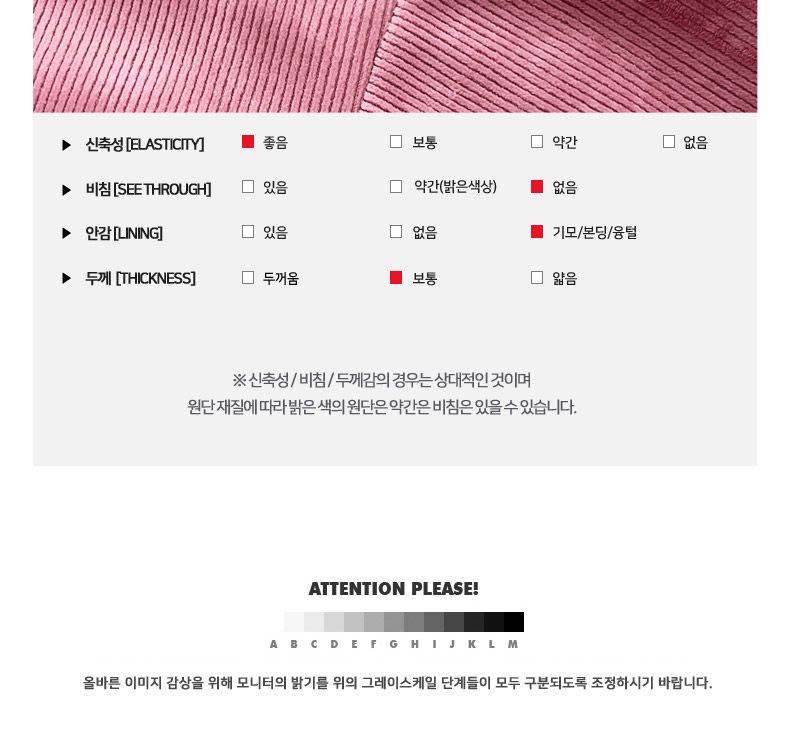 ▶ 신축성 [ELASTICITY] ■ 좋음 □ 보통 □ 약간 □ 없음
▶ 비침 [SEE THROUGH] □ 있음 □ 약간(밝은색상) ■ 없음
▶ 안감 [LINING] □ 있음 □ 없음 ■ 기모/본딩/융털
▶ 두께 [THICKNESS] □ 두꺼움 ■ 보통 □ 얇음
※ 신축성 / 비침 / 두께감의 경우는 상대적인 것이며
원단 재질에 따라 밝은 색의 원단은 약간은 비침은 있을 수 있습니다.
ATTENTION PLEASE!
A B C D E F G H I J K L M
올바른 이미지 감상을 위해 모니터의 밝기를 위의 그레이스케일 단계들이 모두 구분되도록 조정하시기 바랍니다.